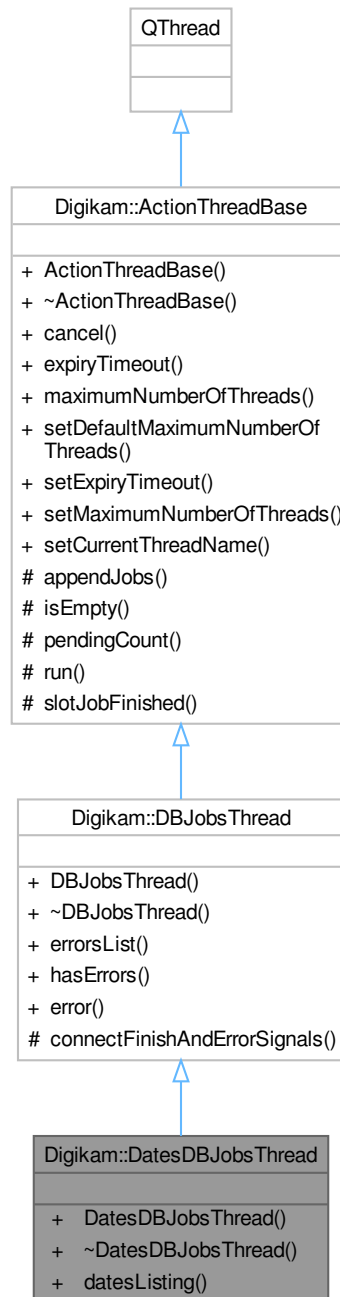 QThread
Digikam::ActionThreadBase
+ ActionThreadBase()
+ ~ActionThreadBase()
+ cancel()
+ expiryTimeout()
+ maximumNumberOfThreads()
+ setDefaultMaximumNumberOf
Threads()
+ setExpiryTimeout()
+ setMaximumNumberOfThreads()
+ setCurrentThreadName()
# appendJobs()
# isEmpty()
# pendingCount()
# run()
# slotJobFinished()
Digikam::DBJobsThread
+ DBJobsThread()
+ ~DBJobsThread()
+ errorsList()
+ hasErrors()
+ error()
# connectFinishAndErrorSignals()
Digikam::DatesDBJobsThread
+ DatesDBJobsThread()
+ ~DatesDBJobsThread()
+ datesListing()